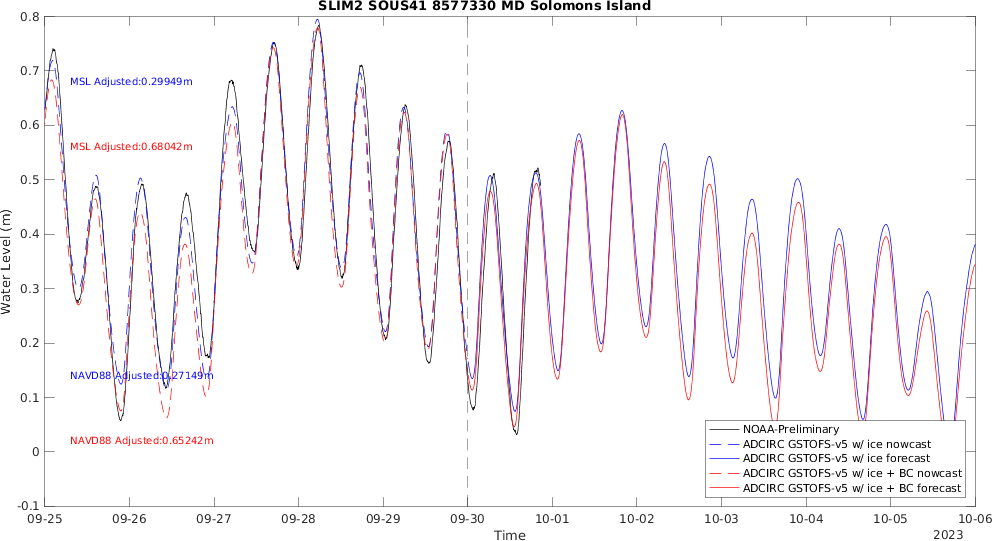 SLIM2 SOUS41 8577330 MD Solomons Island
0.8
0.7
0.6
0.5
0.4
0.3
0.2
0.1
0
-0.1
Water Level (m)
MSL Adjusted:0.29949m
MSL Adjusted:0.68042m
NAVD88 Adjusted:0.27149m
NAVD88 Adjusted:0.65242m
NOAA-Preliminary
ADCIRC GSTOFS-v5 w/ ice nowcast
ADCIRC GSTOFS-v5 w/ ice forecast
ADCIRC GSTOFS-v5 w/ ice + BC nowcast
ADCIRC GSTOFS-v5 w/ ice + BC forecast
09-25 09-26 09-27 09-28 09-29 09-30 10-01 10-02 10-03 10-04 10-05 10-06
Time
2023